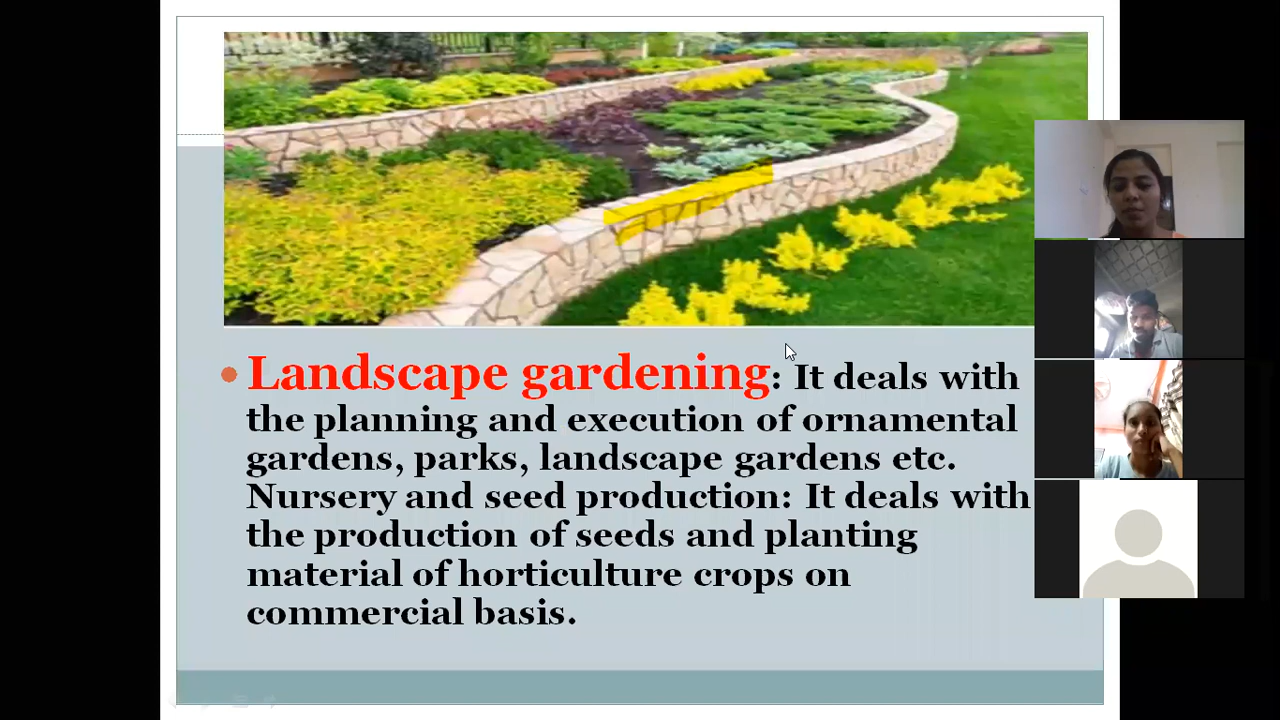 Landscape gardening: It deals with
the planning and execution of ornamental
gardens, parks, landscape gardens etc.
Nursery and seed production: It deals with
the production of seeds and planting
material of horticulture crops on
commercial basis.